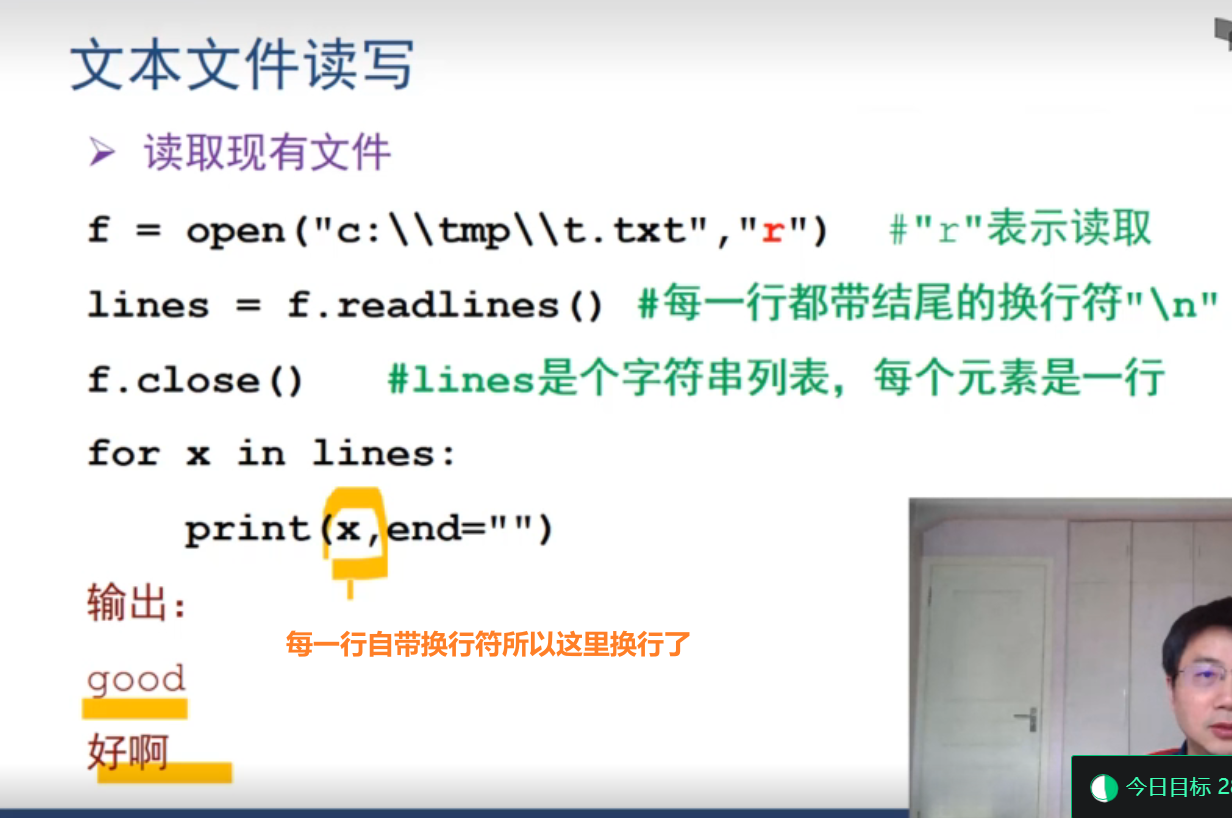 文本文件读写
➢ 读取现有文件
f = open("c:\\tmp\\t.txt","r") #"r"表示读取
lines = f.readlines() #每一行都带结尾的换行符"\n"
f.close() #lines是个字符串列表，每个元素是一行
for x in lines:
    print(x,end="")
输出：
每一行自带换行符所以这里换行了
good
好啊
今日目标